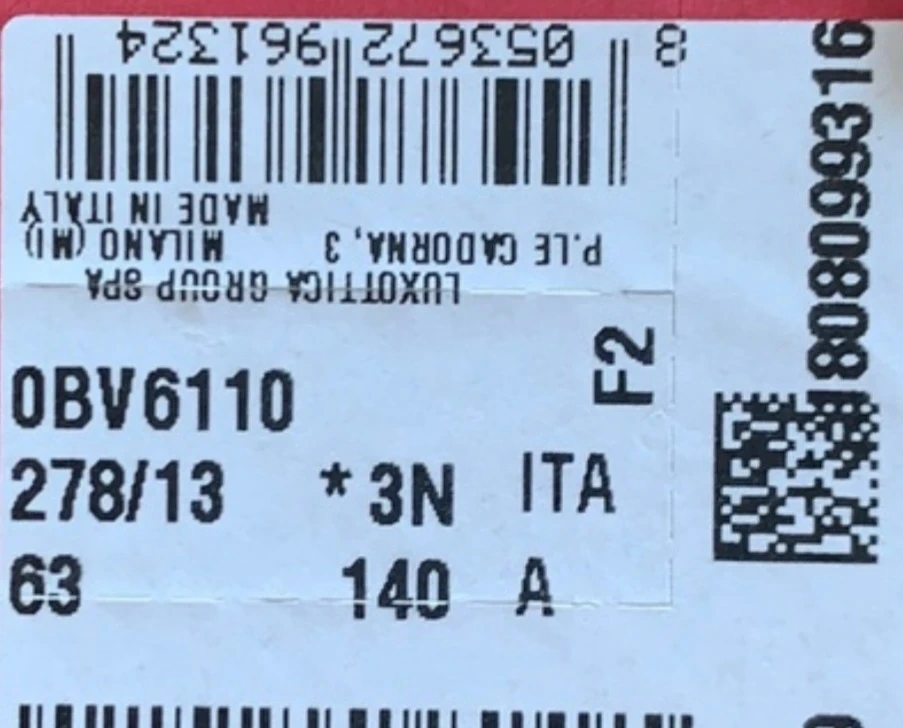 8 053672 961324
MADE IN ITALY
P.LE CADORNA, 3 MILANO (MI)
LUXOTTICA GROUP SPA
F2
0BV6110
278/13 *3N ITA
63 140 A
1808099316